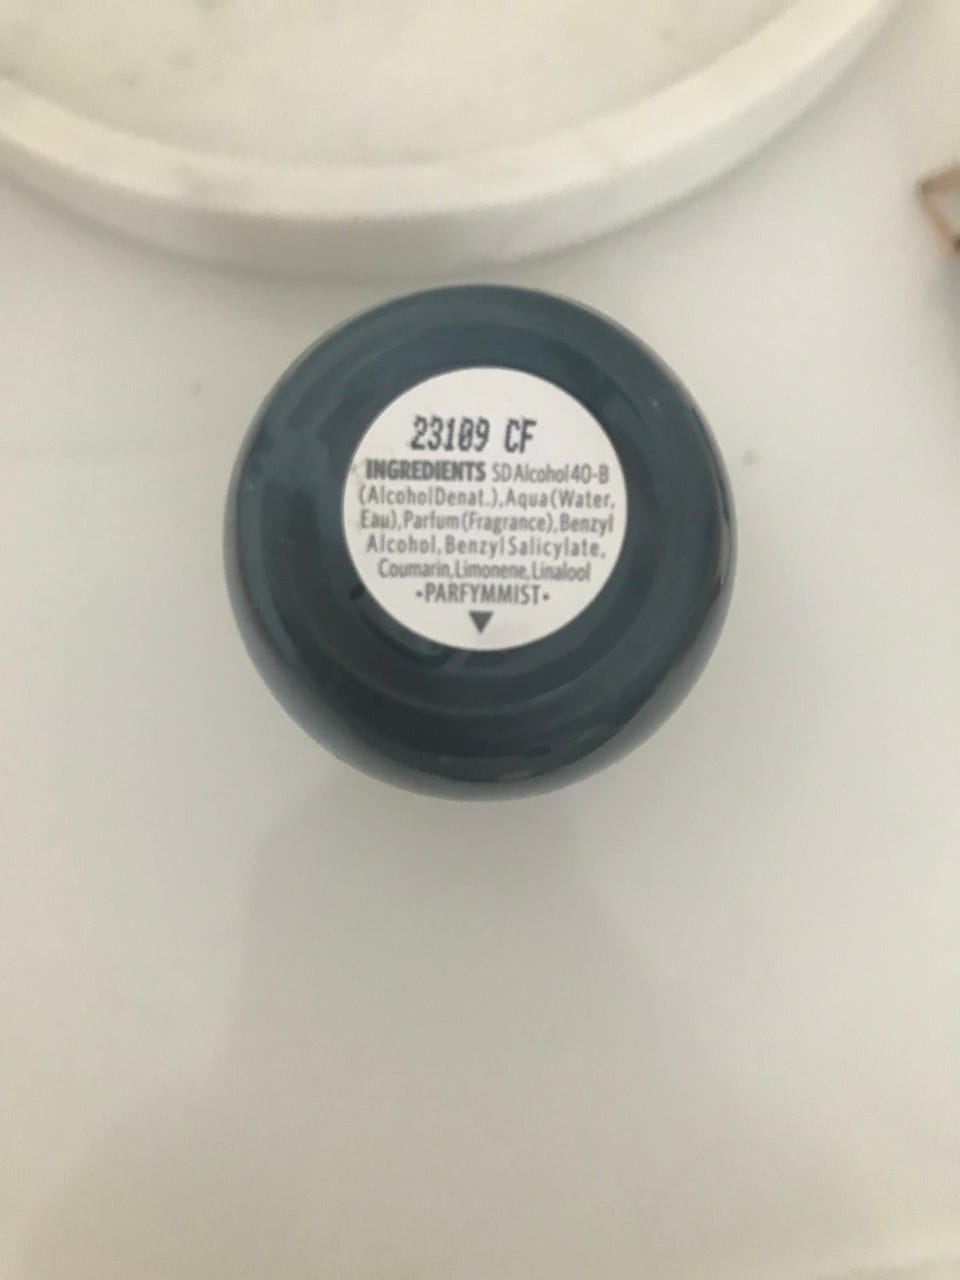 23109 CF
INGREDIENTS SD Alcohol 40-B
(Alcohol Denat.), Aqua (Water,
Eau), Parfum (Fragrance), Benzyl
Alcohol, Benzyl Salicylate,
Coumarin, Limonene, Linalool
•PARFYMMIST•